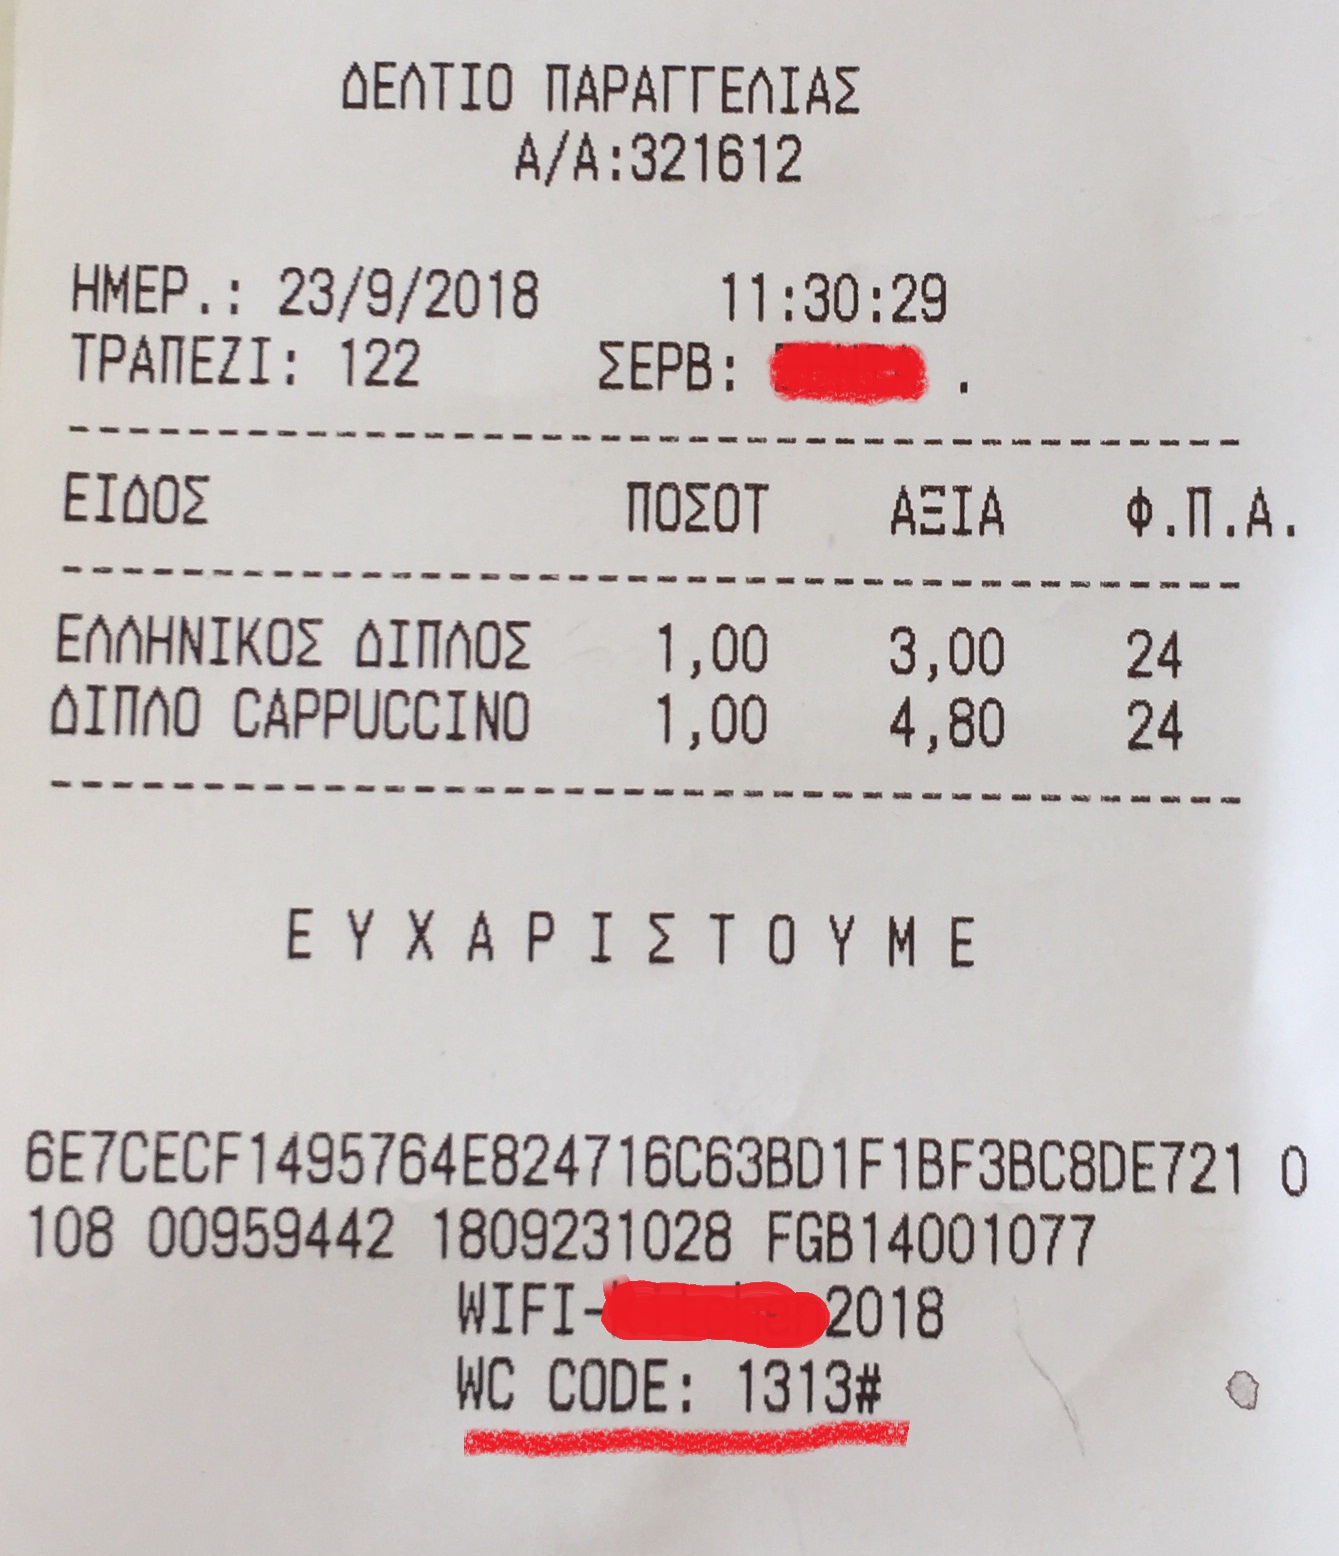 ΔΕΛΤΙΟ ΠΑΡΑΓΓΕΛΙΑΣ
Α/Α:321612
ΗΜΕΡ.: 23/9/2018 11:30:29
ΤΡΑΠΕΖΙ: 122 ΣΕΡΒ: .
ΕΙΔΟΣ ΠΟΣΟΤ ΑΞΙΑ Φ.Π.Α.
ΕΛΛΗΝΙΚΟΣ ΔΙΠΛΟΣ 1,00 3,00 24
ΔΙΠΛΟ CAPPUCCINO 1,00 4,80 24
Ε Υ Χ Α Ρ Ι Σ Τ Ο Υ Μ Ε
6E7CECF1495764E824716C63BD1F1BF3BC8DE721 0
108 00959442 1809231028 FGB14001077
WIFI-2018
WC CODE: 1313#